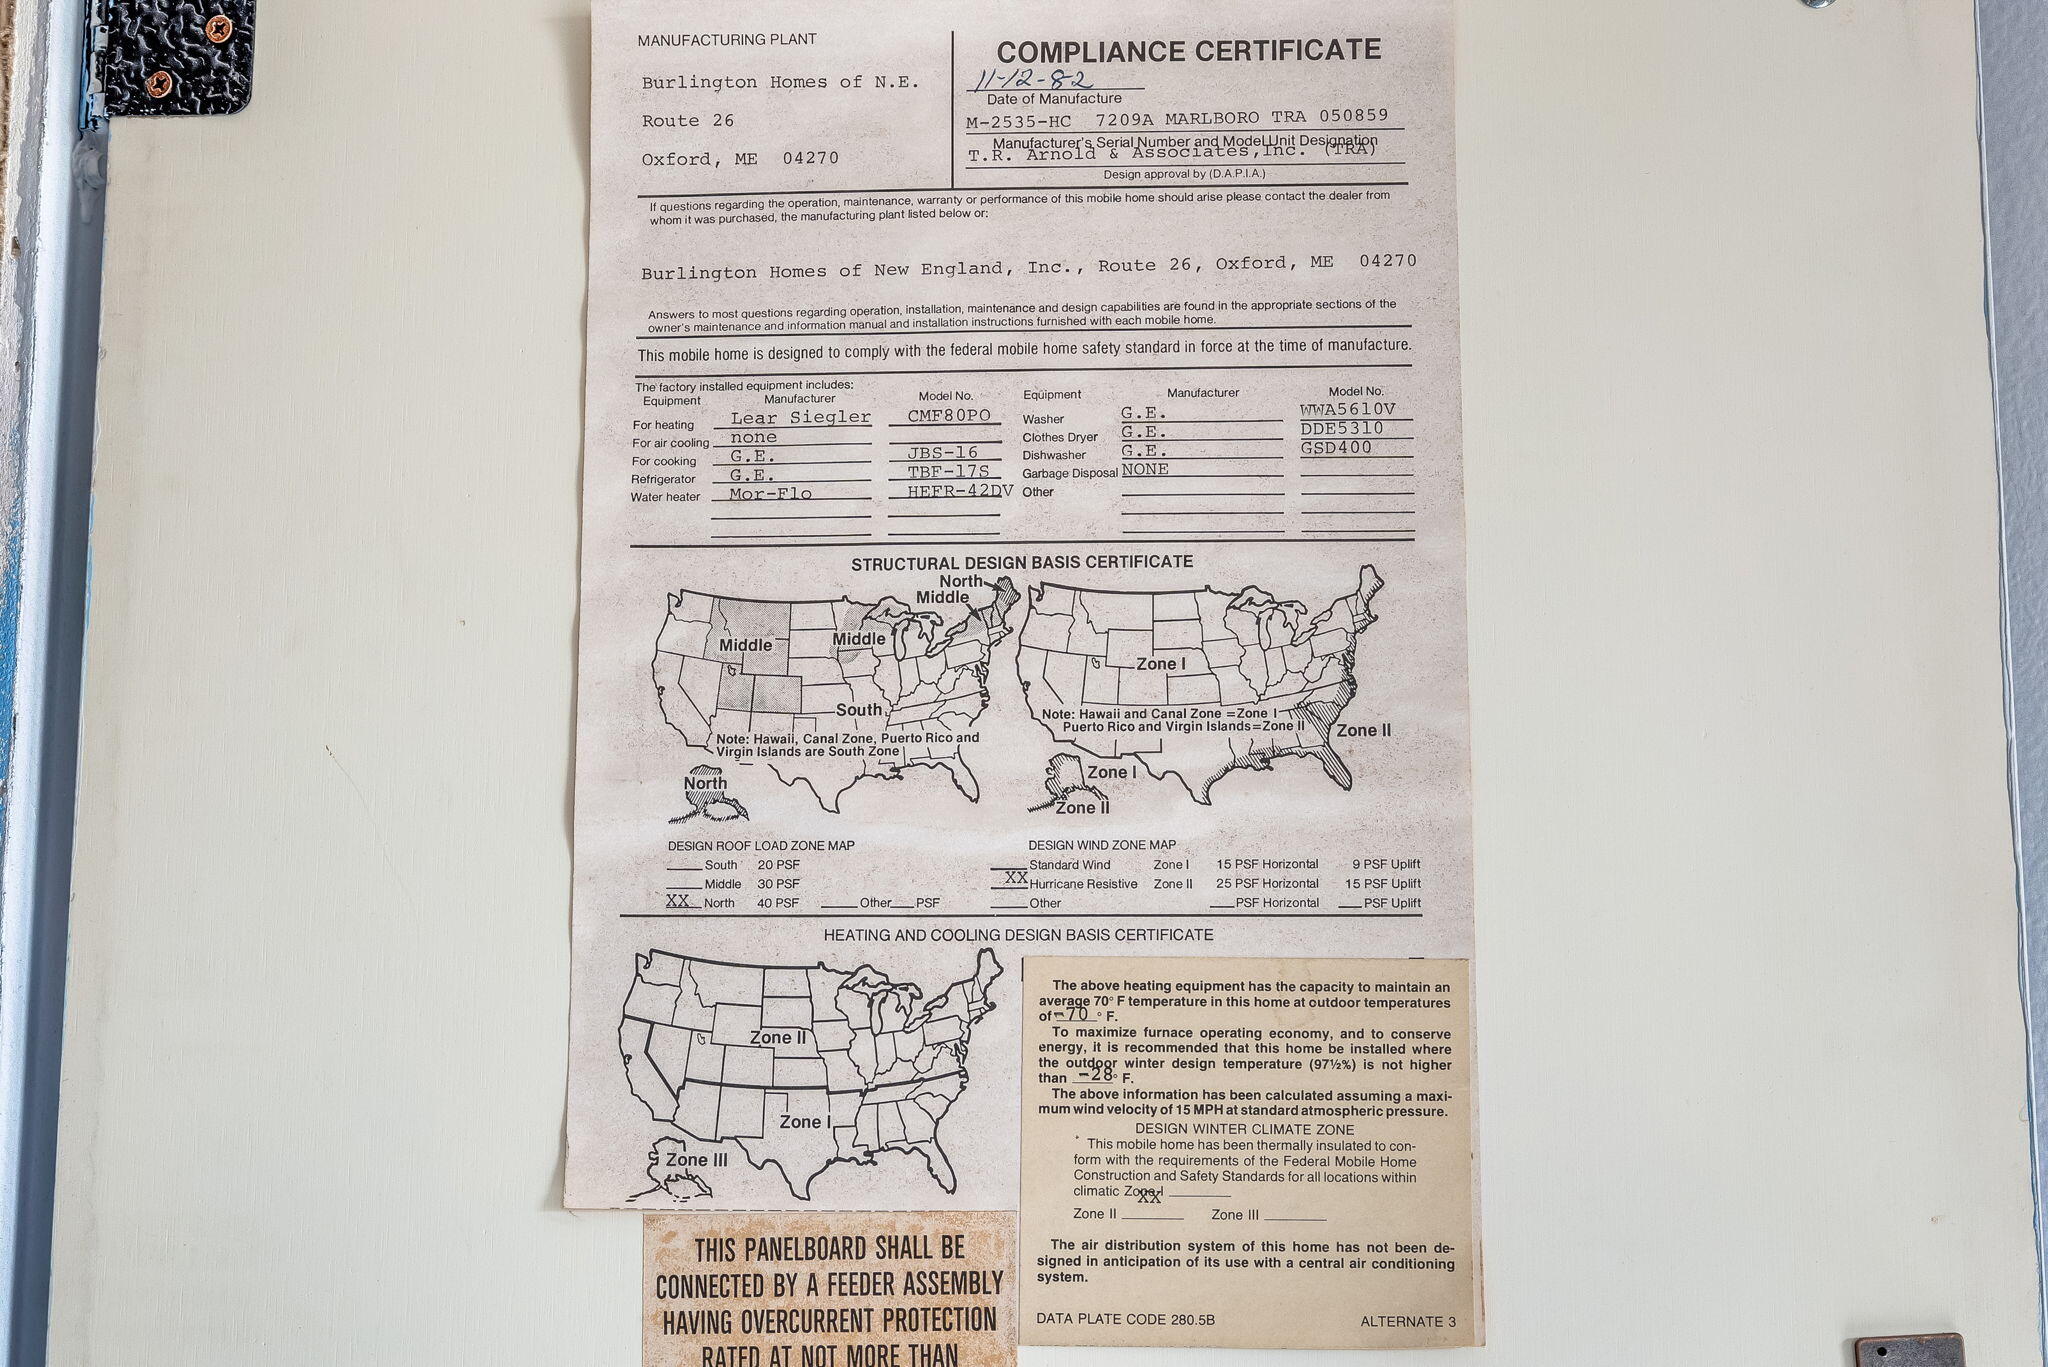 MANUFACTURING PLANT
Burlington Homes of N.E.
Route 26
Oxford, ME 04270
COMPLIANCE CERTIFICATE
11-12-82
Date of Manufacture
M-2535-HC 7209A MARLBORO TRA 050859
Manufacturer's Serial Number and Model Unit Designation
T.R. Arnold & Associates, Inc. (TRA)
Design approval by (D.A.P.I.A.)
If questions regarding the operation, maintenance, warranty or performance of this mobile home should arise please contact the dealer from
whom it was purchased, the manufacturing plant listed below or:
Burlington Homes of New England, Inc., Route 26, Oxford, ME 04270
Answers to most questions regarding operation, installation, maintenance and design capabilities are found in the appropriate sections of the
owner's maintenance and information manual and installation instructions furnished with each mobile home.
This mobile home is designed to comply with the federal mobile home safety standard in force at the time of manufacture.
The factory installed equipment includes:
Equipment Manufacturer Model No. Equipment Manufacturer Model No.
For heating Lear Siegler CMF80PO Washer G.E. WWA5610V
For air cooling none Clothes Dryer G.E. DDE5310
For cooking G.E. JBS-16 Dishwasher G.E. GSD400
Refrigerator G.E. TBF-17S Garbage Disposal NONE
Water heater Mor-Flo HEFR-42DV Other
STRUCTURAL DESIGN BASIS CERTIFICATE
North
Middle
Middle
Middle
South
Note: Hawaii, Canal Zone, Puerto Rico and
Virgin Islands are South Zone
North
Zone I
Note: Hawaii and Canal Zone =Zone I
Puerto Rico and Virgin Islands=Zone II
Zone II
Zone I
Zone II
DESIGN ROOF LOAD ZONE MAP
South 20 PSF
Middle 30 PSF
XX North 40 PSF Other PSF
DESIGN WIND ZONE MAP
Standard Wind Zone I 15 PSF Horizontal 9 PSF Uplift
XX Hurricane Resistive Zone II 25 PSF Horizontal 15 PSF Uplift
Other PSF Horizontal PSF Uplift
HEATING AND COOLING DESIGN BASIS CERTIFICATE
Zone II
Zone I
Zone III
The above heating equipment has the capacity to maintain an
average 70° F temperature in this home at outdoor temperatures
of -70 ° F.
To maximize furnace operating economy, and to conserve
energy, it is recommended that this home be installed where
the outdoor winter design temperature (97½%) is not higher
than -28° F.
The above information has been calculated assuming a maxi-
mum wind velocity of 15 MPH at standard atmospheric pressure.
DESIGN WINTER CLIMATE ZONE
This mobile home has been thermally insulated to con-
form with the requirements of the Federal Mobile Home
Construction and Safety Standards for all locations within
climatic Zone I
XX
Zone II Zone III
The air distribution system of this home has not been de-
signed in anticipation of its use with a central air conditioning
system.
DATA PLATE CODE 280.5B ALTERNATE 3
THIS PANELBOARD SHALL BE
CONNECTED BY A FEEDER ASSEMBLY
HAVING OVERCURRENT PROTECTION
RATED AT NOT MORE THAN